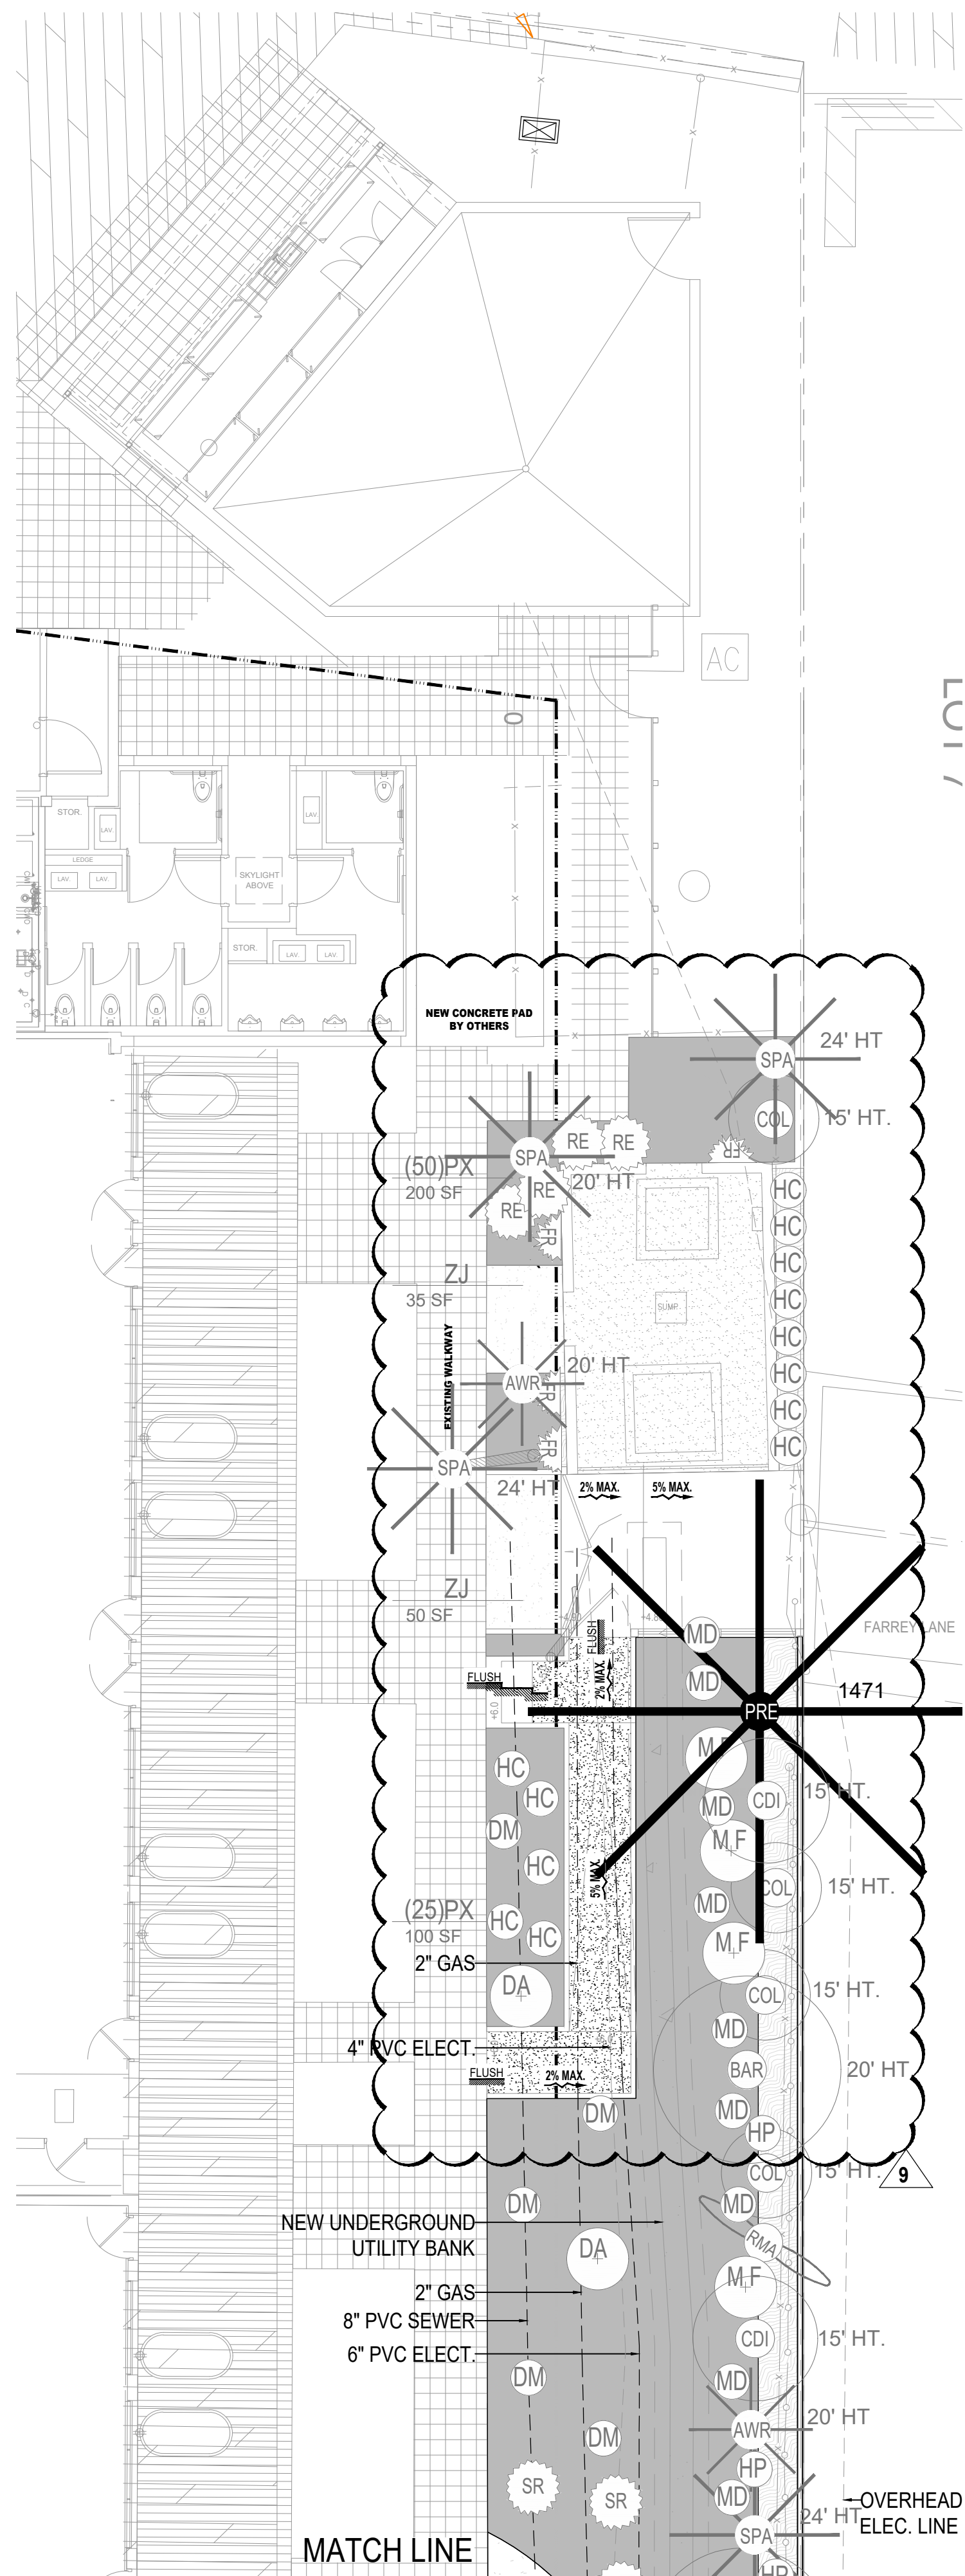 AC
0
STOR.
LAV.
LAV.
LEDGE
LAV.
LAV.
SKYLIGHT
ABOVE
STOR.
LAV.
LAV.
NEW CONCRETE PAD
BY OTHERS
24' HT
SPA
COL
15' HT.
RE
RE
FR
SPA
(50)PX
200 SF
20' HT
RE
RE
FR
HC
HC
HC
HC
HC
HC
HC
HC
ZJ
35 SF
SUMP
EXISTING WALKWAY
20' HT
AWR
FR
FR
SPA
24' HT
2% MAX.
5% MAX.
ZJ
50 SF
FLUSH
MD
FARREY LANE
FLUSH
2% MAX.
MD
1471
PRE
+6.0
M.F
HC
HC
CDI
15' HT.
MD
DM
M.F
HC
5% MAX.
COL
15' HT.
(25)PX
100 SF
HC
HC
MD
M.F
2" GAS
DA
COL
15' HT.
MD
4" PVC ELECT.
BAR
20' HT
FLUSH
2% MAX.
DM
MD
HP
COL
15' HT.
9
DM
MD
NEW UNDERGROUND
UTILITY BANK
DA
RMA
M.F
2" GAS
8" PVC SEWER
6" PVC ELECT.
CDI
15' HT.
DM
MD
DM
AWR
20' HT
HP
SR
SR
MD
24' HT
OVERHEAD
ELEC. LINE
SPA
MATCH LINE
HP